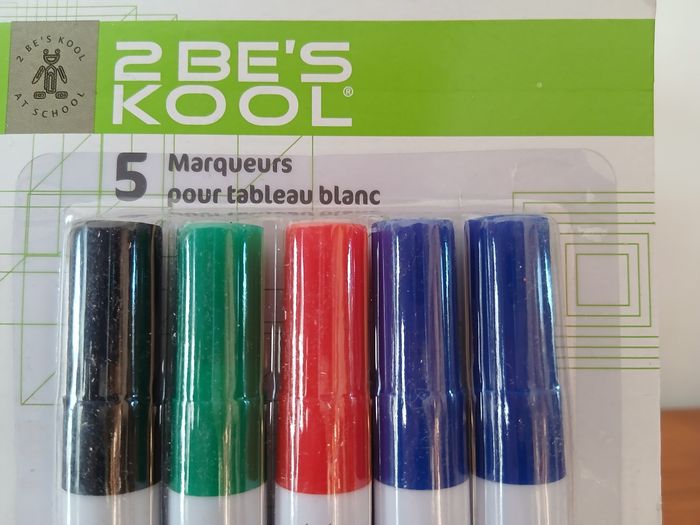 2 BE'S KOOL
AT SCHOOL
2 BE'S
KOOL®
5 Marqueurs
pour tableau blanc